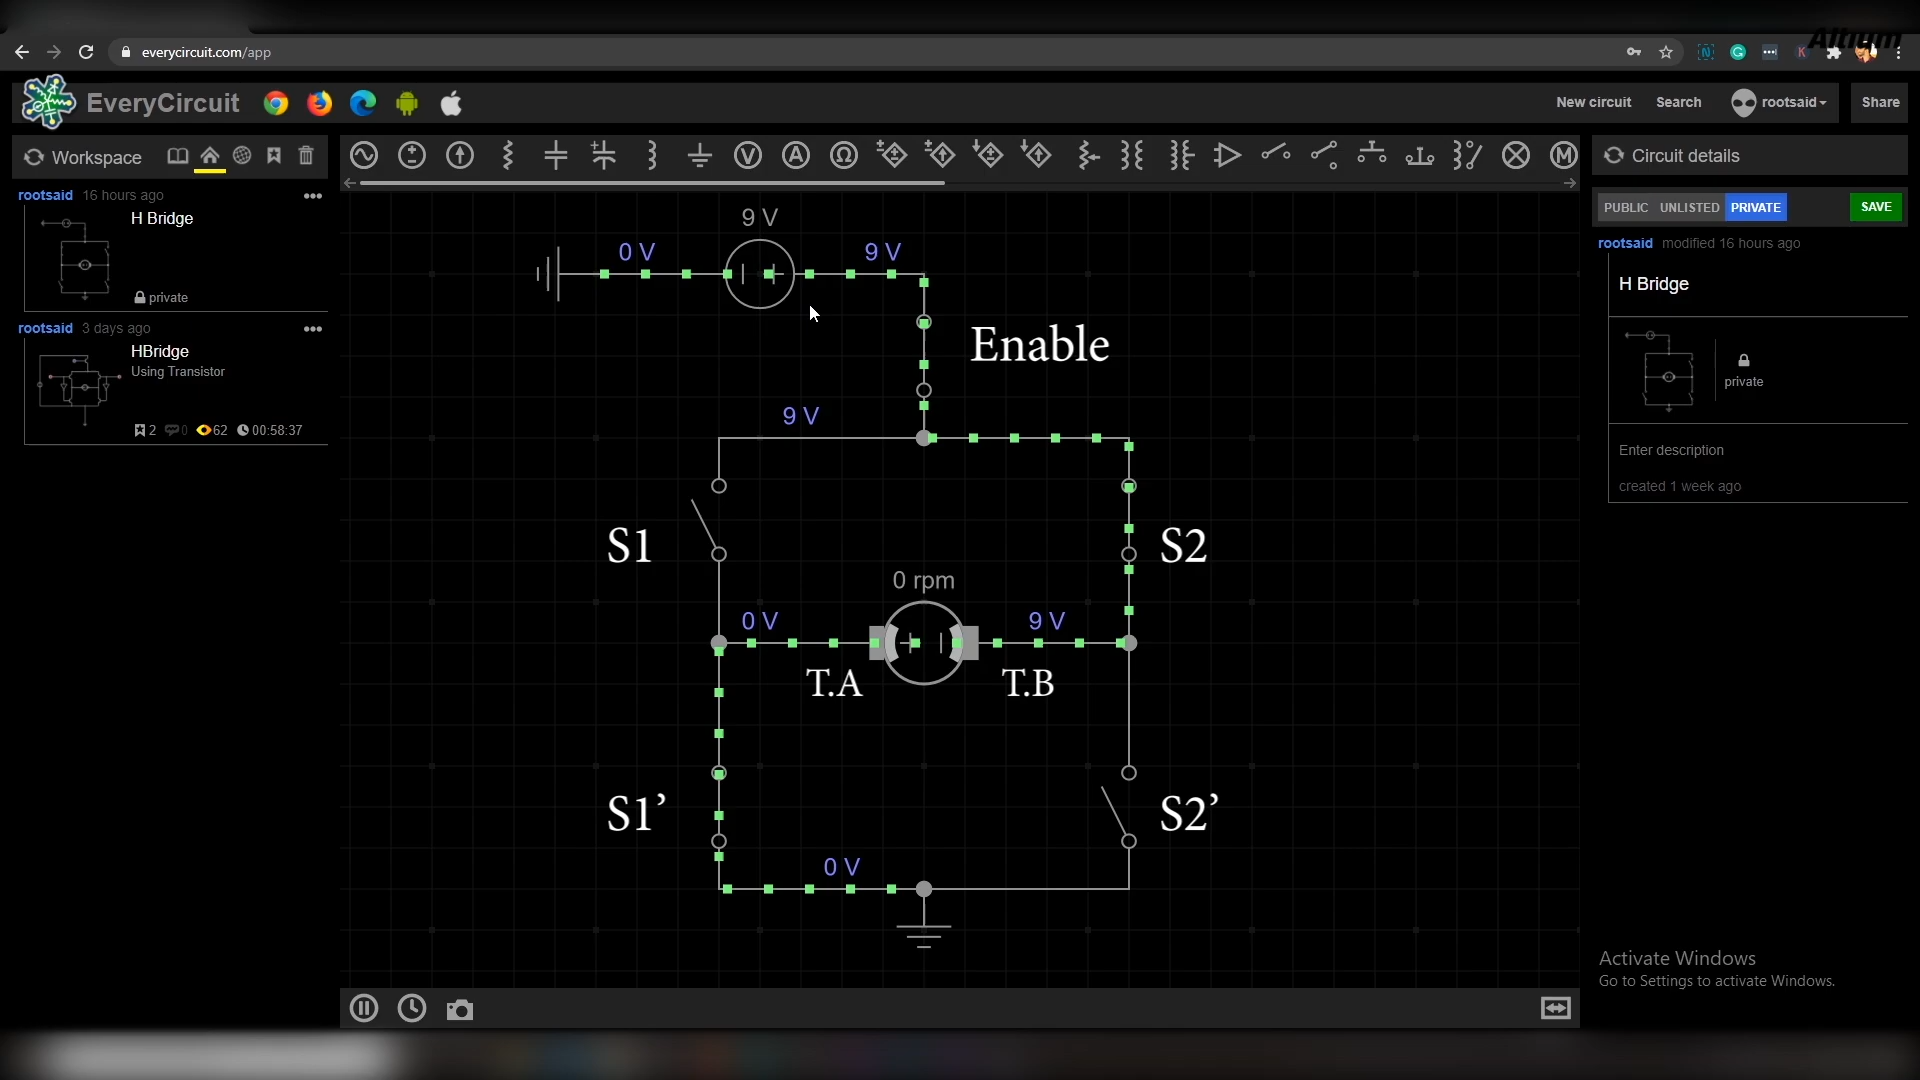 everycircuit.com/app
Altium
EveryCircuit
New circuit
Search
rootsaid
Share
Workspace
Circuit details
rootsaid 16 hours ago
H Bridge
private
rootsaid 3 days ago
HBridge
Using Transistor
2 0 62 00:58:37
9 V
0 V
9 V
Enable
9 V
S1
S2
0 rpm
0 V
9 V
T.A
T.B
S1’
S2’
0 V
PUBLIC UNLISTED PRIVATE
SAVE
rootsaid modified 16 hours ago
H Bridge
private
Enter description
created 1 week ago
Activate Windows
Go to Settings to activate Windows.